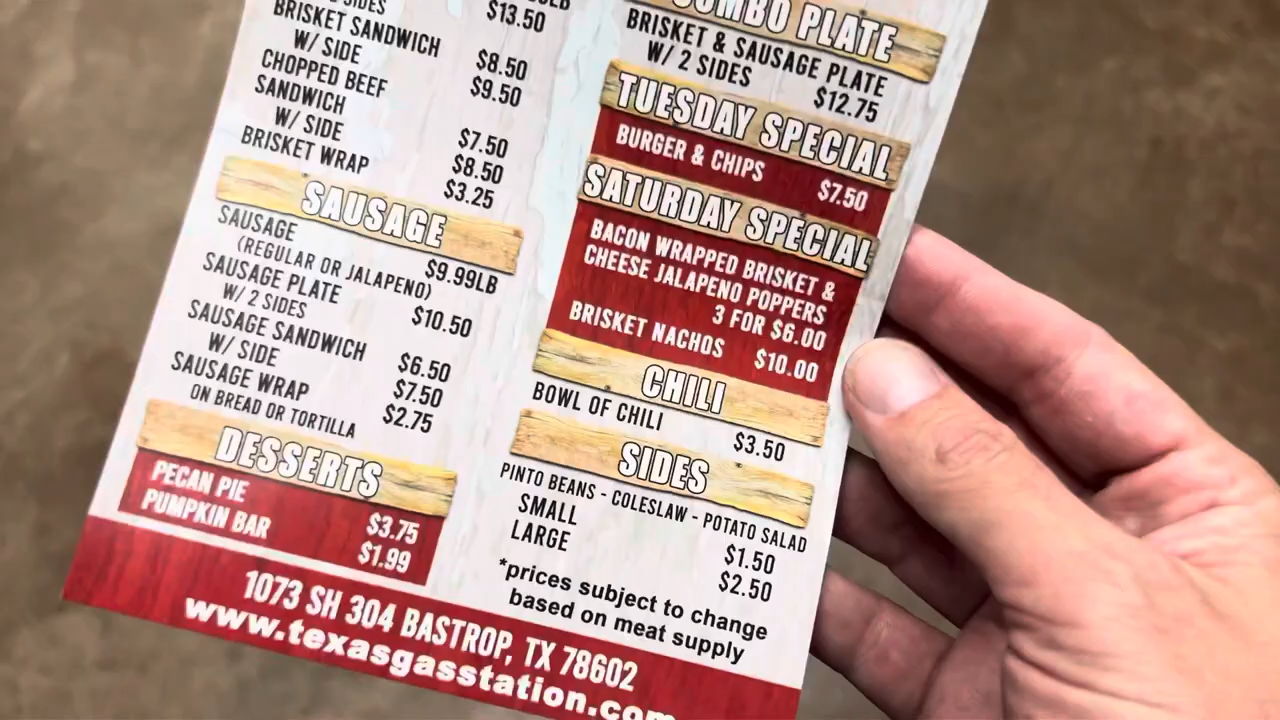 SIDES
$13.50
BRISKET SANDWICH $8.50
W/ SIDE $9.50
CHOPPED BEEF
SANDWICH $7.50
W/ SIDE $8.50
BRISKET WRAP $3.25
SAUSAGE
SAUSAGE $9.99LB
(REGULAR OR JALAPENO)
SAUSAGE PLATE $10.50
W/ 2 SIDES
SAUSAGE SANDWICH $6.50
W/ SIDE $7.50
SAUSAGE WRAP $2.75
ON BREAD OR TORTILLA
DESSERTS
PECAN PIE $3.75
PUMPKIN BAR $1.99
COMBO PLATE
BRISKET & SAUSAGE PLATE
W/ 2 SIDES $12.75
TUESDAY SPECIAL
BURGER & CHIPS $7.50
SATURDAY SPECIAL
BACON WRAPPED BRISKET &
CHEESE JALAPENO POPPERS
3 FOR $6.00
BRISKET NACHOS $10.00
CHILI
BOWL OF CHILI $3.50
SIDES
PINTO BEANS - COLESLAW - POTATO SALAD
SMALL $1.50
LARGE $2.50
*prices subject to change
based on meat supply
1073 SH 304 BASTROP, TX 78602
www.texasgasstation.com